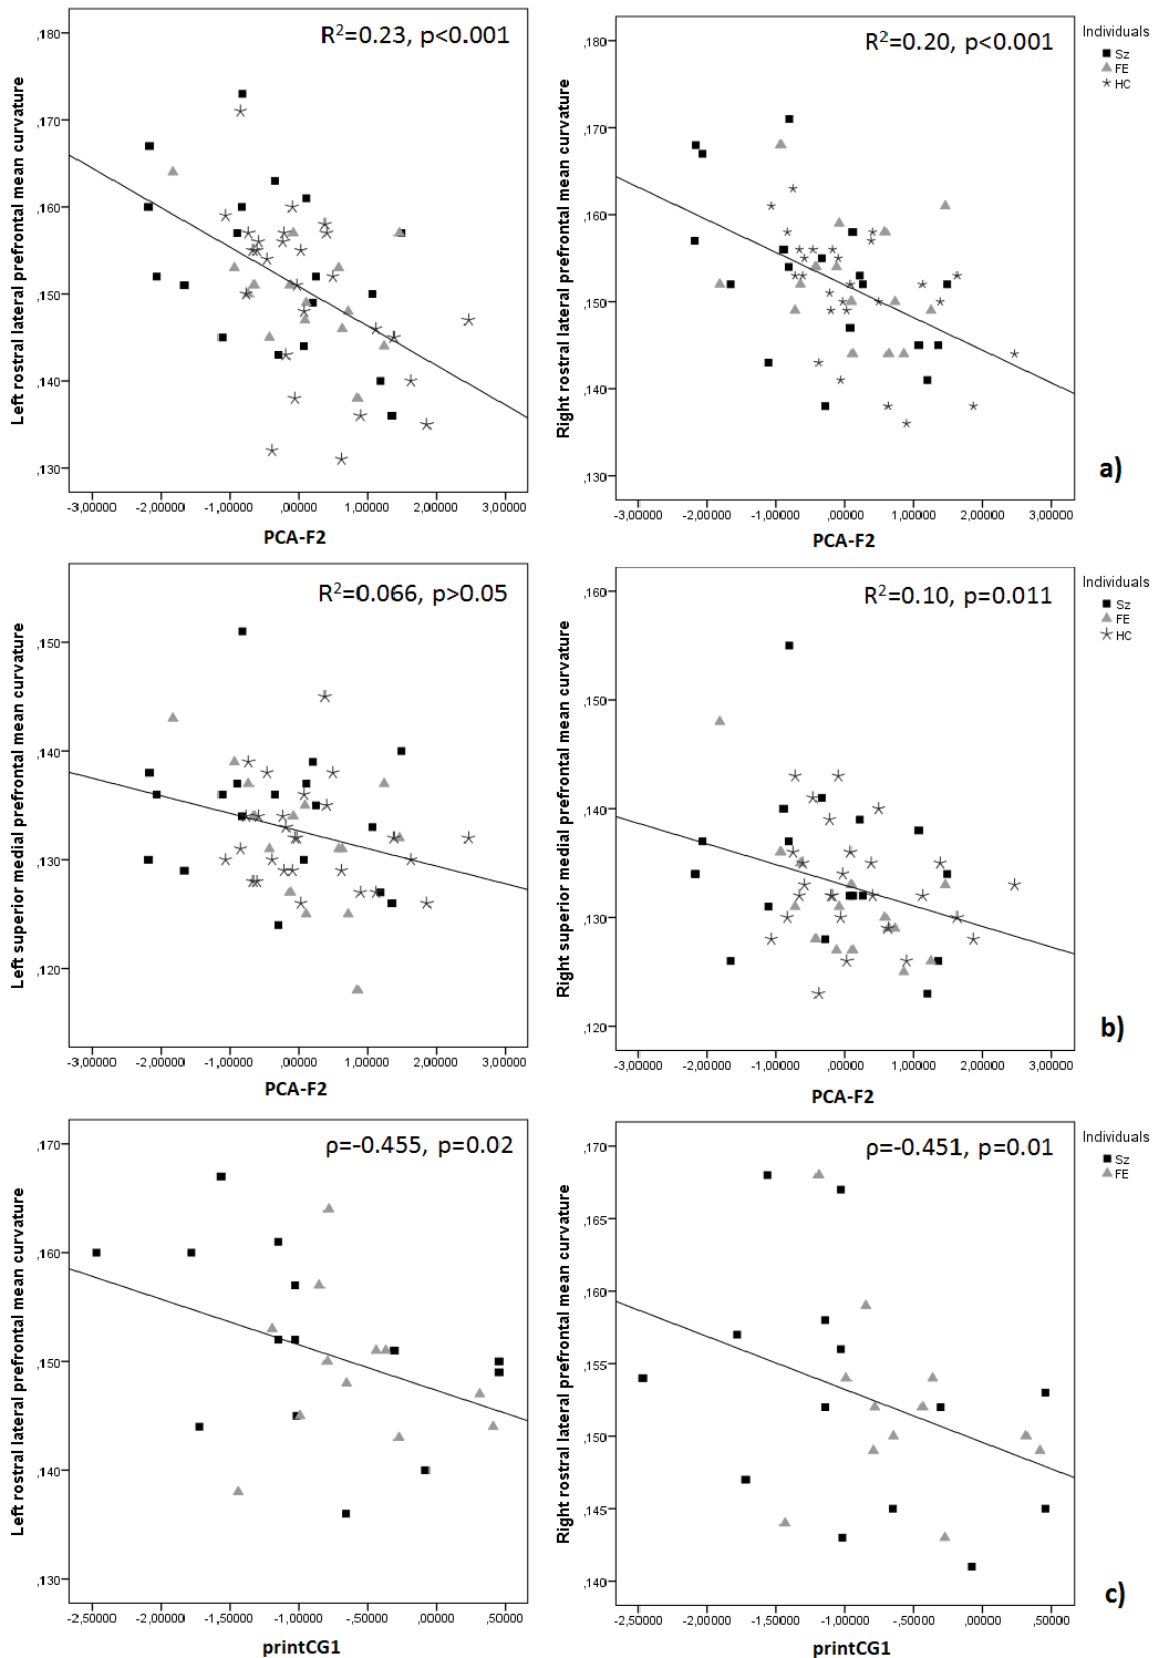 R²=0.23, p<0.001
,180
,170
,160
,150
,140
,130
Left rostral lateral prefrontal mean curvature
-3,00000 -2,00000 -1,00000 ,00000 1,00000 2,00000 3,00000
PCA-F2
R²=0.20, p<0.001
,180
,170
,160
,150
,140
,130
Right rostral lateral prefrontal mean curvature
-3,00000 -2,00000 -1,00000 ,00000 1,00000 2,00000 3,00000
PCA-F2
Individuals
Sz
FE
HC
a)
R²=0.066, p>0.05
,150
,140
,130
,120
Left superior medial prefrontal mean curvature
-3,00000 -2,00000 -1,00000 ,00000 1,00000 2,00000 3,00000
PCA-F2
R²=0.10, p=0.011
,160
,150
,140
,130
,120
Right superior medial prefrontal mean curvature
-3,00000 -2,00000 -1,00000 ,00000 1,00000 2,00000 3,00000
PCA-F2
Individuals
Sz
FE
HC
b)
ρ=-0.455, p=0.02
,170
,160
,150
,140
,130
Left rostral lateral prefrontal mean curvature
-2,50000 -2,00000 -1,50000 -1,00000 -,50000 ,00000 ,50000
printCG1
ρ=-0.451, p=0.01
,170
,165
,160
,155
,150
,145
,140
Right rostral lateral prefrontal mean curvature
-2,50000 -2,00000 -1,50000 -1,00000 -,50000 ,00000 ,50000
printCG1
Individuals
Sz
FE
c)